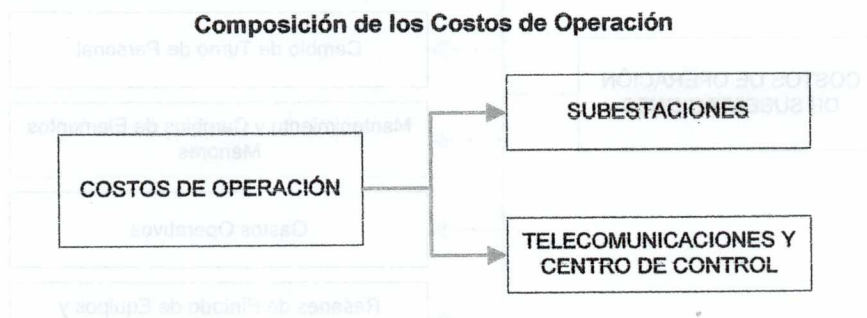 Composición de los Costos de Operación
SUBESTACIONES
COSTOS DE OPERACIÓN
TELECOMUNICACIONES Y
CENTRO DE CONTROL